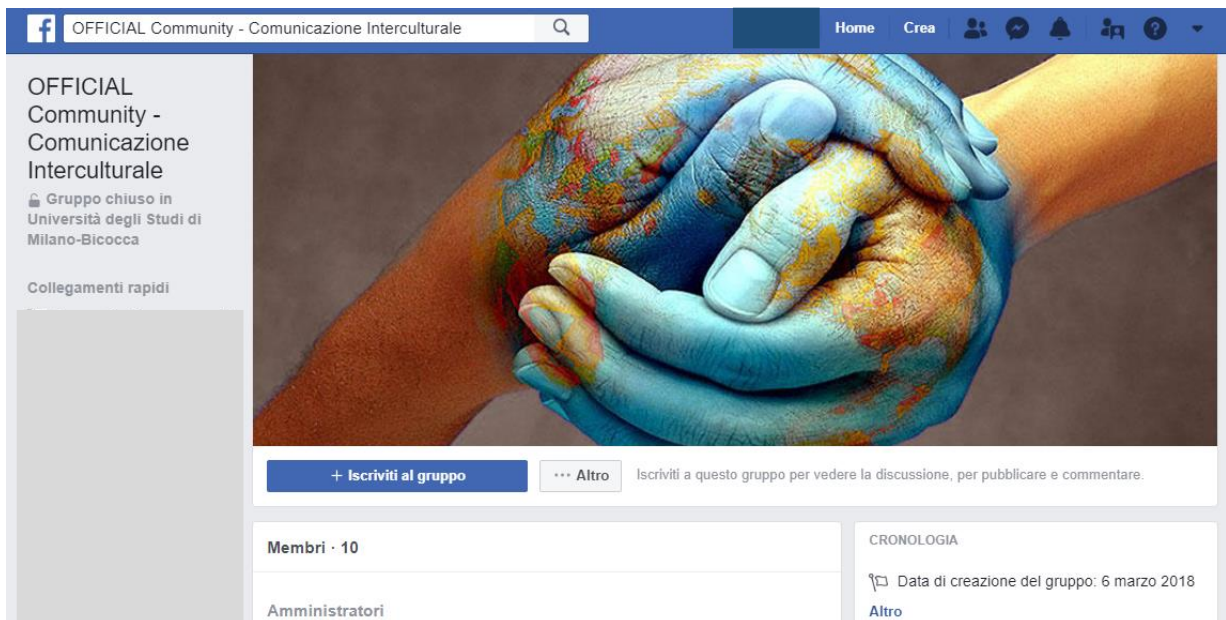 OFFICIAL Community - Comunicazione Interculturale
Home Crea
OFFICIAL
Community -
Comunicazione
Interculturale
Gruppo chiuso in
Università degli Studi di
Milano-Bicocca
Collegamenti rapidi
+ Iscriviti al gruppo
··· Altro
Iscriviti a questo gruppo per vedere la discussione, per pubblicare e commentare.
Membri · 10
Amministratori
CRONOLOGIA
Data di creazione del gruppo: 6 marzo 2018
Altro